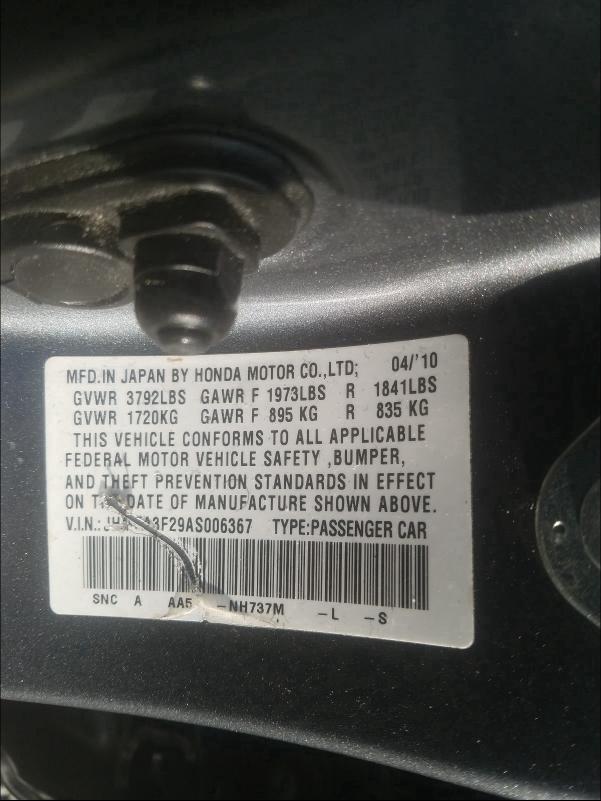 MFD.IN JAPAN BY HONDA MOTOR CO.,LTD; 04/'10
GVWR 3792LBS GAWR F 1973LBS R 1841LBS
GVWR 1720KG GAWR F 895 KG R 835 KG
THIS VEHICLE CONFORMS TO ALL APPLICABLE
FEDERAL MOTOR VEHICLE SAFETY ,BUMPER,
AND THEFT PREVENTION STANDARDS IN EFFECT
ON DATE OF MANUFACTURE SHOWN ABOVE.
V.I.N.: TYPE:PASSENGER CAR
SNC A AA5 -NH737M -L -S